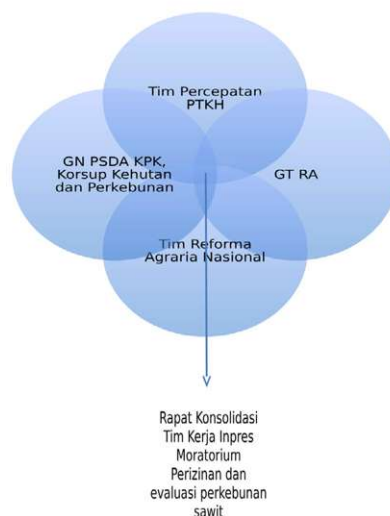 Tim Percepatan
PTKH
GN PSDA KPK,
Korsup Kehutan
dan Perkebunan
GT RA
Tim Reforma
Agraria Nasional
Rapat Konsolidasi
Tim Kerja Inpres
Moratorium
Perizinan dan
evaluasi perkebunan
sawit